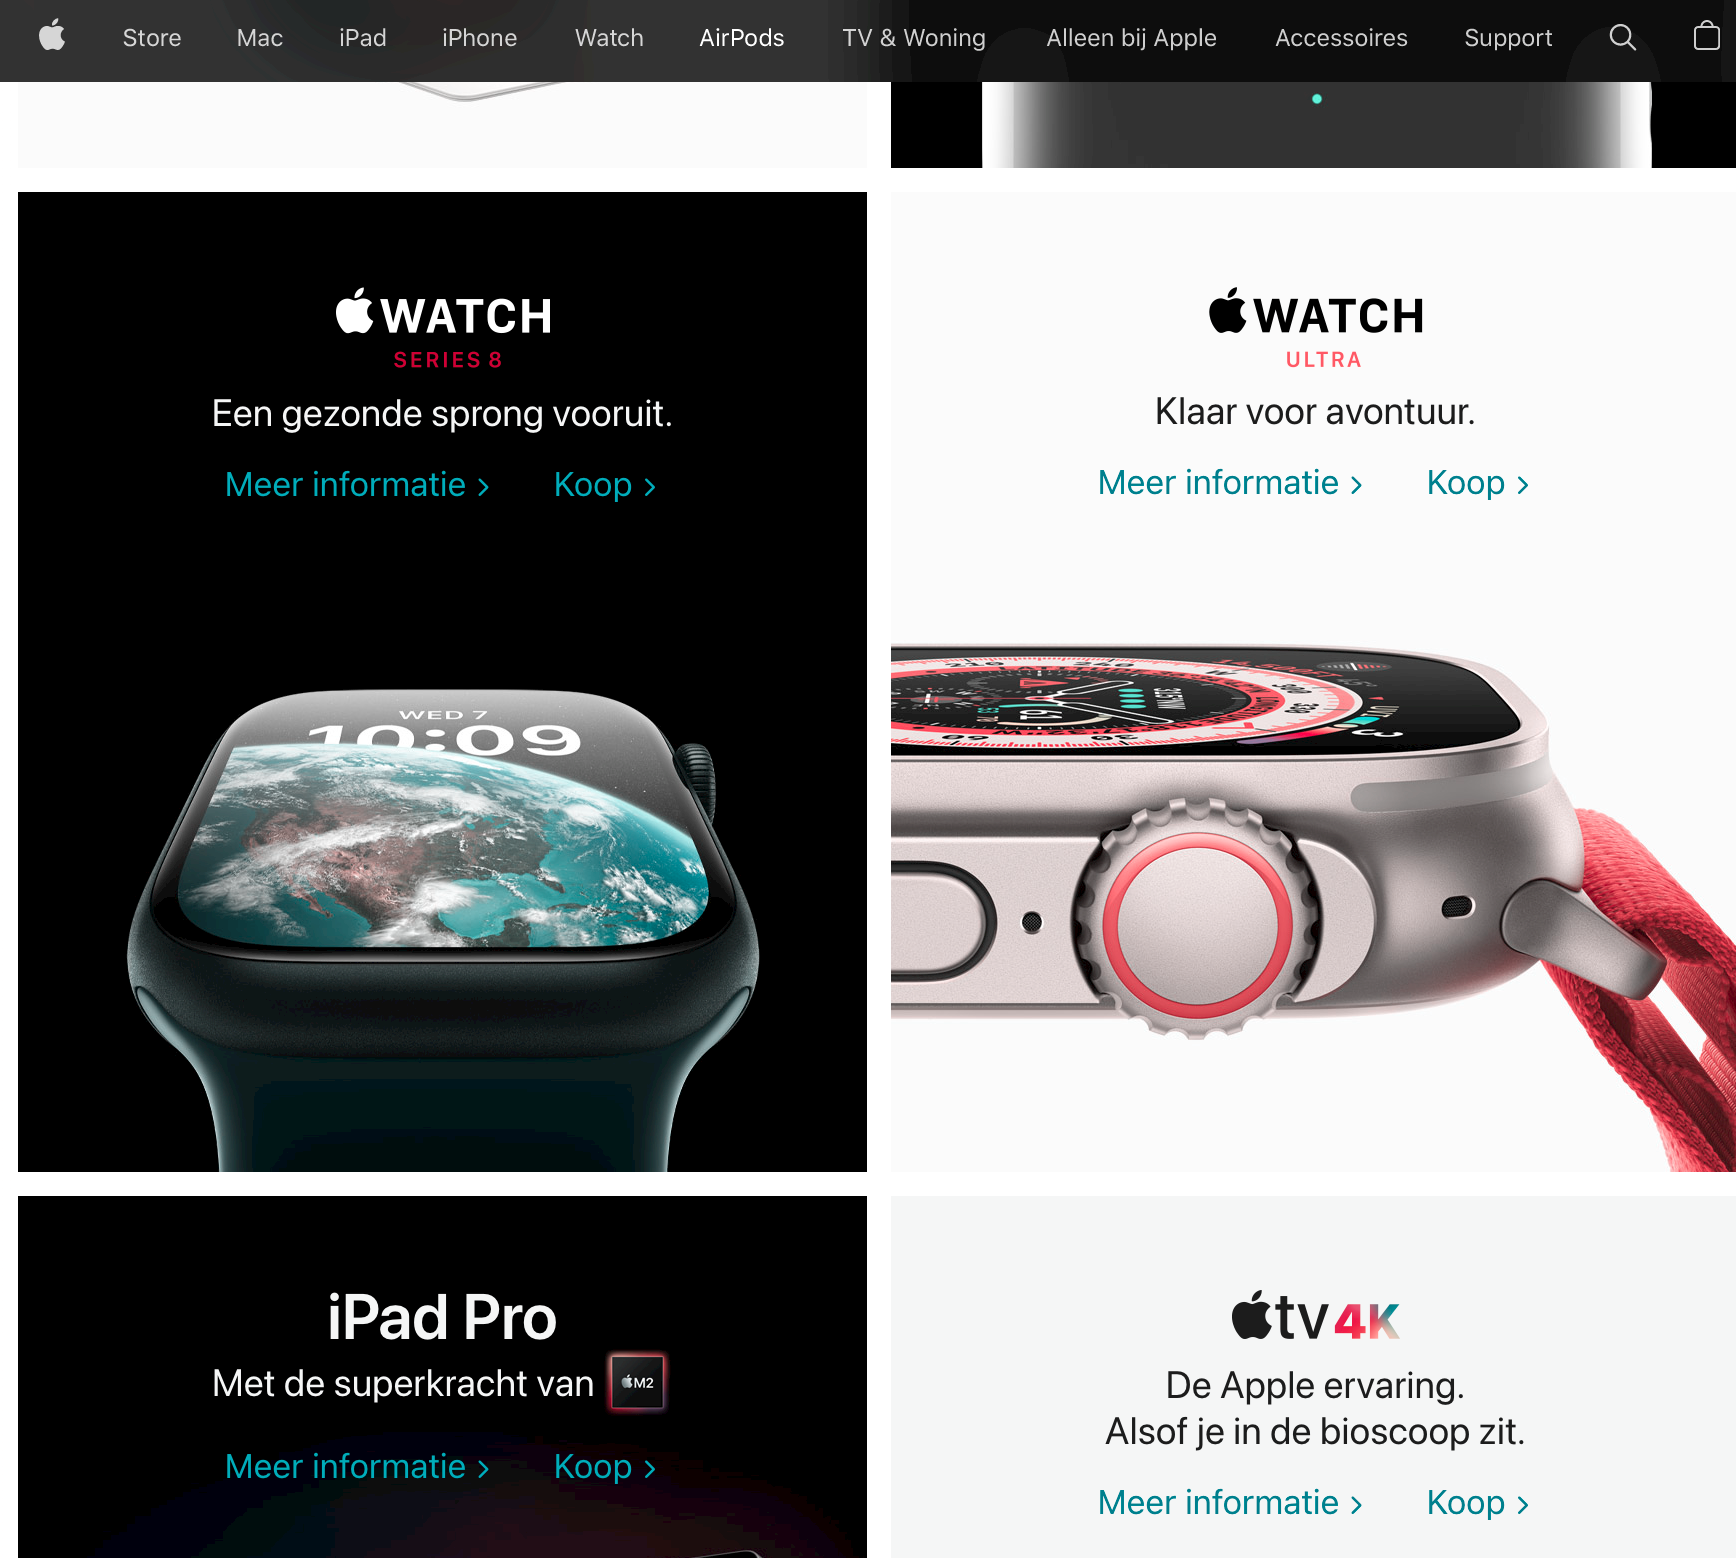 Store Mac iPad iPhone Watch AirPods TV & Woning Alleen bij Apple Accessoires Support
WATCH
SERIES 8
Een gezonde sprong vooruit.
Meer informatie > Koop >
WED 7
10:09
WATCH
ULTRA
Klaar voor avontuur.
Meer informatie > Koop >
iPad Pro
Met de superkracht van M2
Meer informatie > Koop >
tv 4K
De Apple ervaring.
Alsof je in de bioscoop zit.
Meer informatie > Koop >